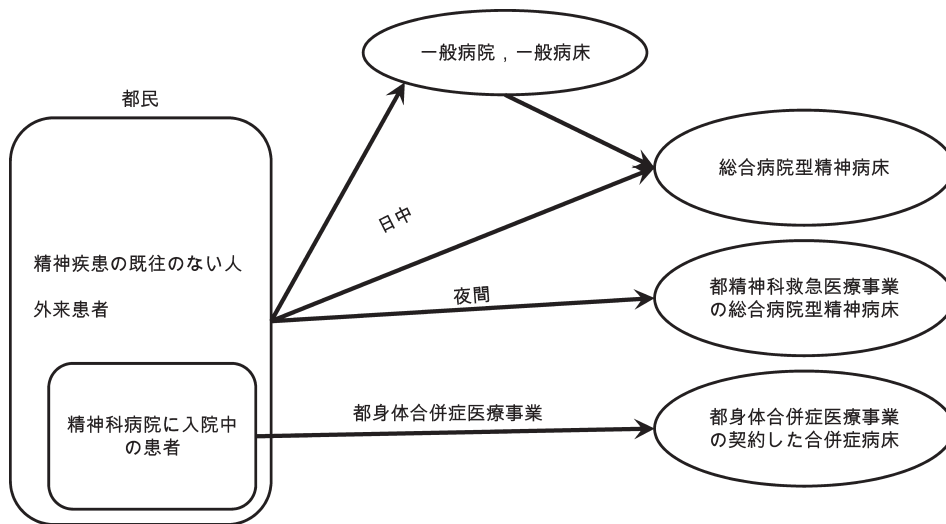 一般病院，一般病床
都民
総合病院型精神病床
日中
精神疾患の既往のない人
外来患者
夜間
都精神科救急医療事業
の総合病院型精神病床
精神科病院に入院中
の患者
都身体合併症医療事業
都身体合併症医療事業
の契約した合併症病床